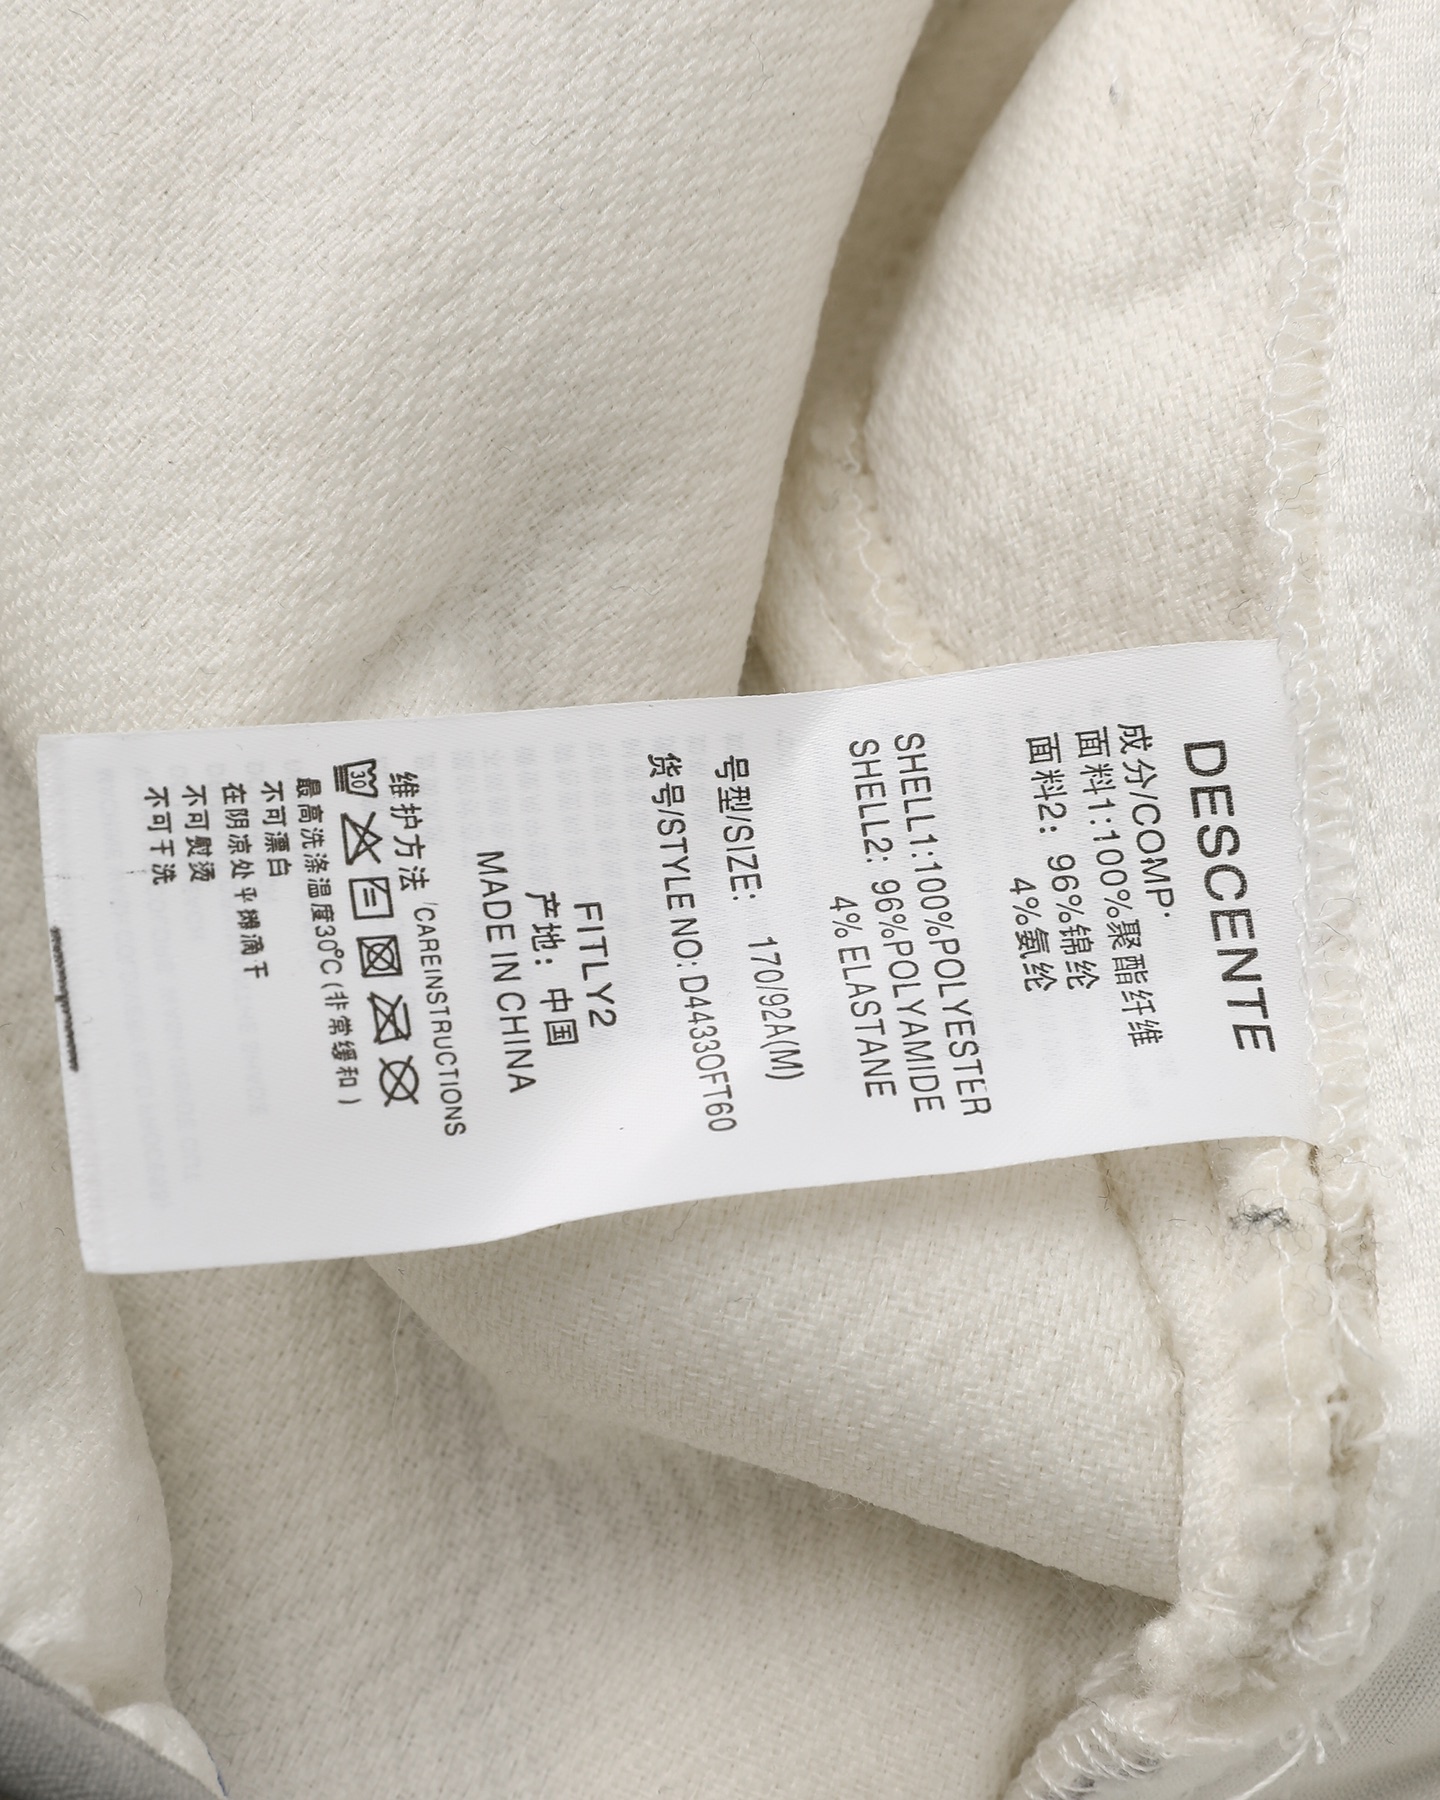 DESCENTE
成分/COMP:
面料1:100%聚酯纤维
面料2: 96%锦纶
4%氨纶
SHELL1:100%POLYESTER
SHELL2: 96%POLYAMIDE
4%ELASTANE
号型/SIZE: 170/92A(M)
货号/STYLE NO: D4433OFT60
FITLY2
产地: 中国
MADE IN CHINA
维护方法/CAREINSTRUCTIONS
30
最高洗涤温度30℃(非常缓和)
不可漂白
在阴凉处平摊滴干
不可熨烫
不可干洗